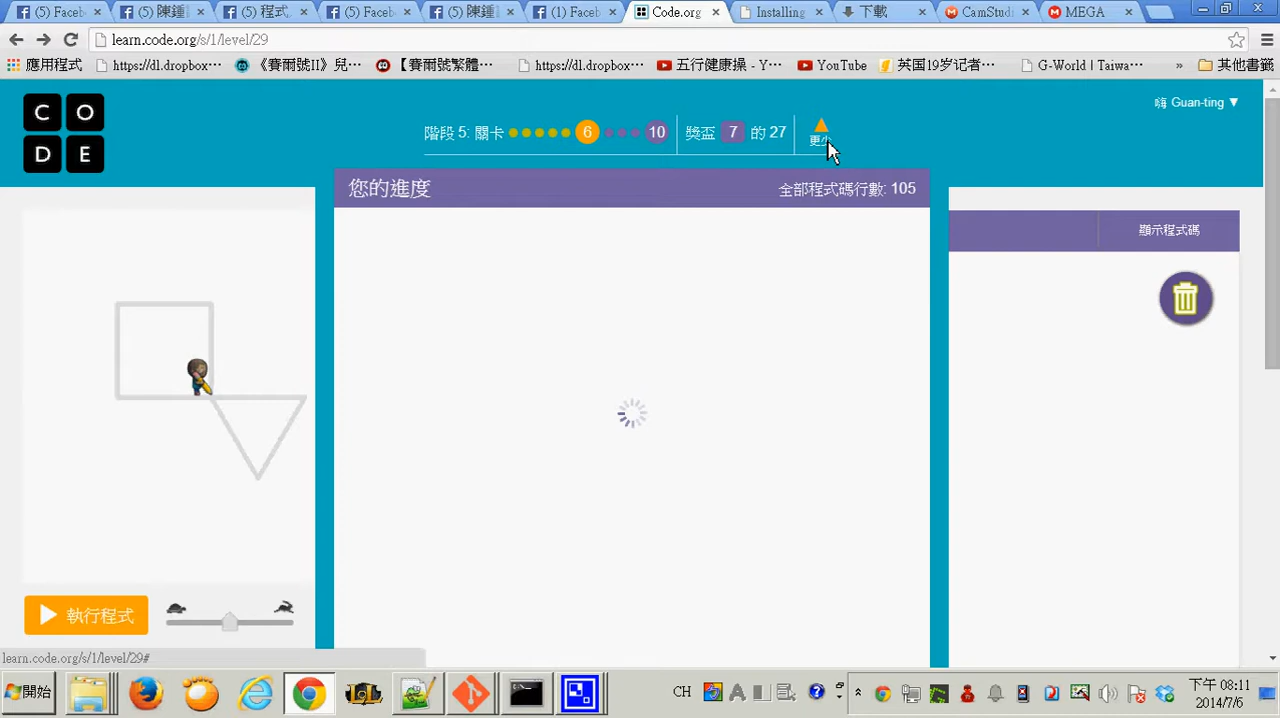 (5) Faceb
(5) 陳鍾
(5) 程式
(5) Faceb
(5) 陳鍾
(1) Faceb
Code.org
Installing
下載
CamStud
MEGA
learn.code.org/s/1/level/29
應用程式
https://dl.dropbox…
《賽爾號II》兒…
【賽爾號繁體…
https://dl.dropbox…
五行健康操 - Y…
YouTube
英国19岁记者…
G-World | Taiwa…
»
其他書籤
C O
D E
階段 5: 關卡
6
10
獎盃 7 的 27
更少
嗨 Guan-ting ▼
您的進度
全部程式碼行數: 105
顯示程式碼
執行程式
learn.code.org/s/1/level/29#
開始
CH
下午 08:11
2014/7/6